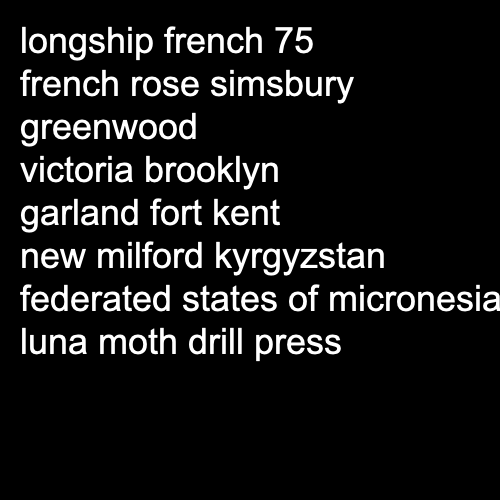 longship french 75
french rose simsbury
greenwood
victoria brooklyn
garland fort kent
new milford kyrgyzstan
federated states of micronesia
luna moth drill press